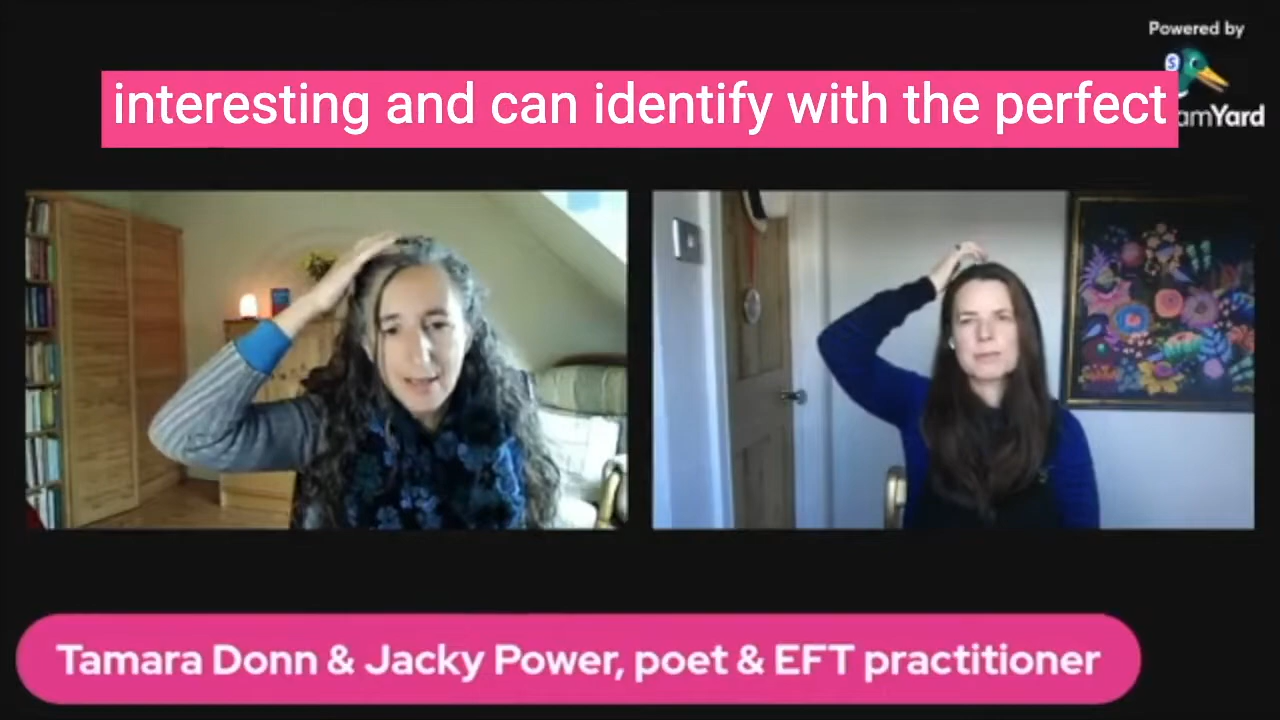 Powered by
interesting and can identify with the perfect
amYard
Tamara Donn & Jacky Power, poet & EFT practitioner